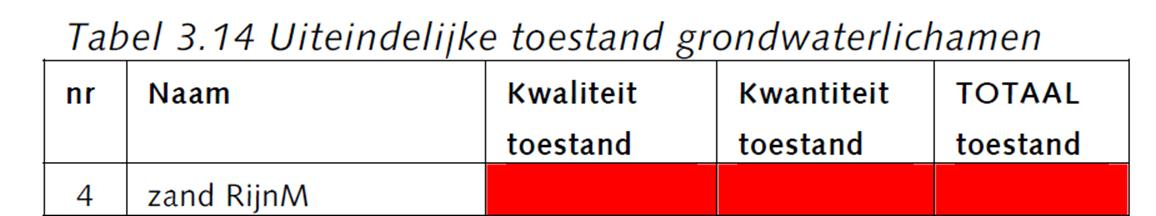 Tabel 3.14 Uiteindelijke toestand grondwaterlichamen
nr Naam Kwaliteit toestand Kwantiteit toestand TOTAAL toestand
4 zand RijnM